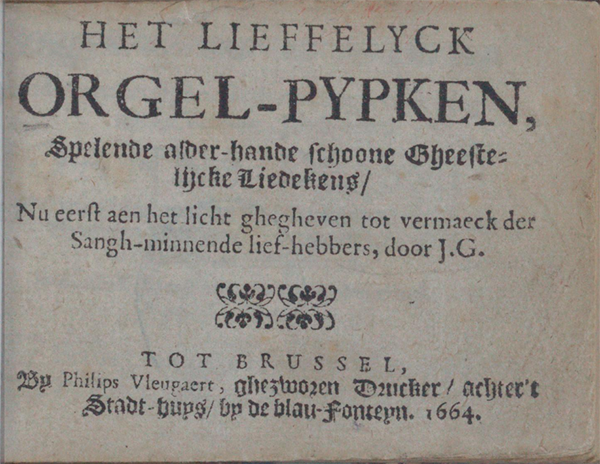 HET LIEFFELYCK
ORGEL-PYPKEN,
Spelende alder-hande schoone Gheeste-
lijcke Liedekens/
Nu eerst aen het licht ghegheven tot vermaeck der
Sangh-minnende lief-hebbers, door J.G.
TOT BRUSSEL,
By Philips Vleugaert, ghezworen Drucker/ achter't
Stadt-huys/ by de blau-Fonteyn. 1664.